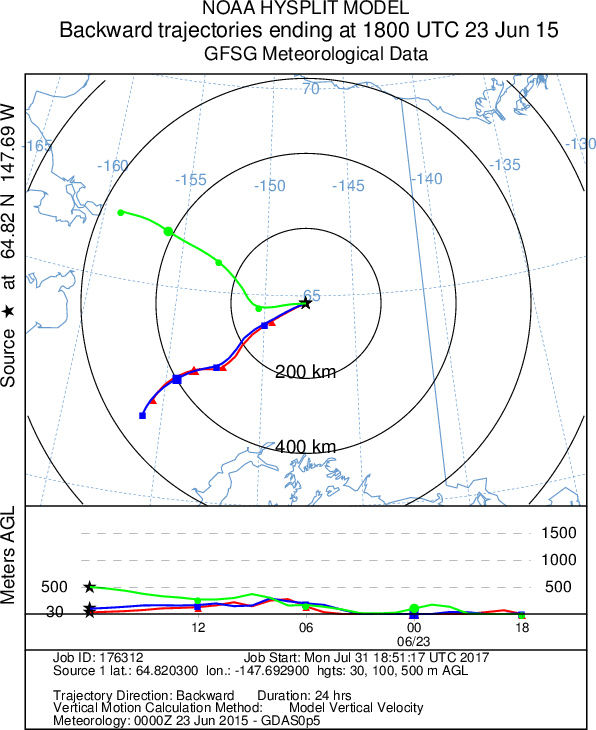 NOAA HYSPLIT MODEL
Backward trajectories ending at 1800 UTC 23 Jun 15
GFSG Meteorological Data
Source ★ at 64.82 N 147.69 W
70
-165
-160
-155
-150
-145
-140
-135
-130
65
200 km
400 km
Meters AGL
1500
1000
500
500
30
12
06
00
18
06/23
Job ID: 176312 Job Start: Mon Jul 31 18:51:17 UTC 2017
Source 1 lat.: 64.820300 lon.: -147.692900 hgts: 30, 100, 500 m AGL
Trajectory Direction: Backward Duration: 24 hrs
Vertical Motion Calculation Method: Model Vertical Velocity
Meteorology: 0000Z 23 Jun 2015 - GDAS0p5